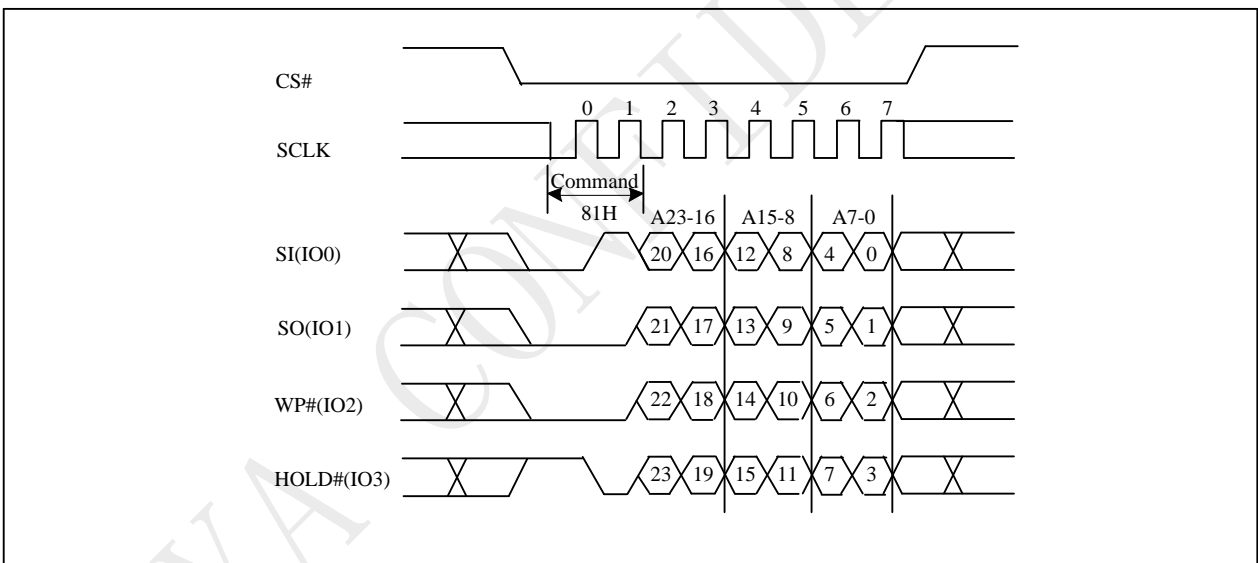 CS#
0 1 2 3 4 5 6 7
SCLK
Command
81H
A23-16 A15-8 A7-0
SI(IO0) 20 16 12 8 4 0
SO(IO1) 21 17 13 9 5 1
WP#(IO2) 22 18 14 10 6 2
HOLD#(IO3) 23 19 15 11 7 3